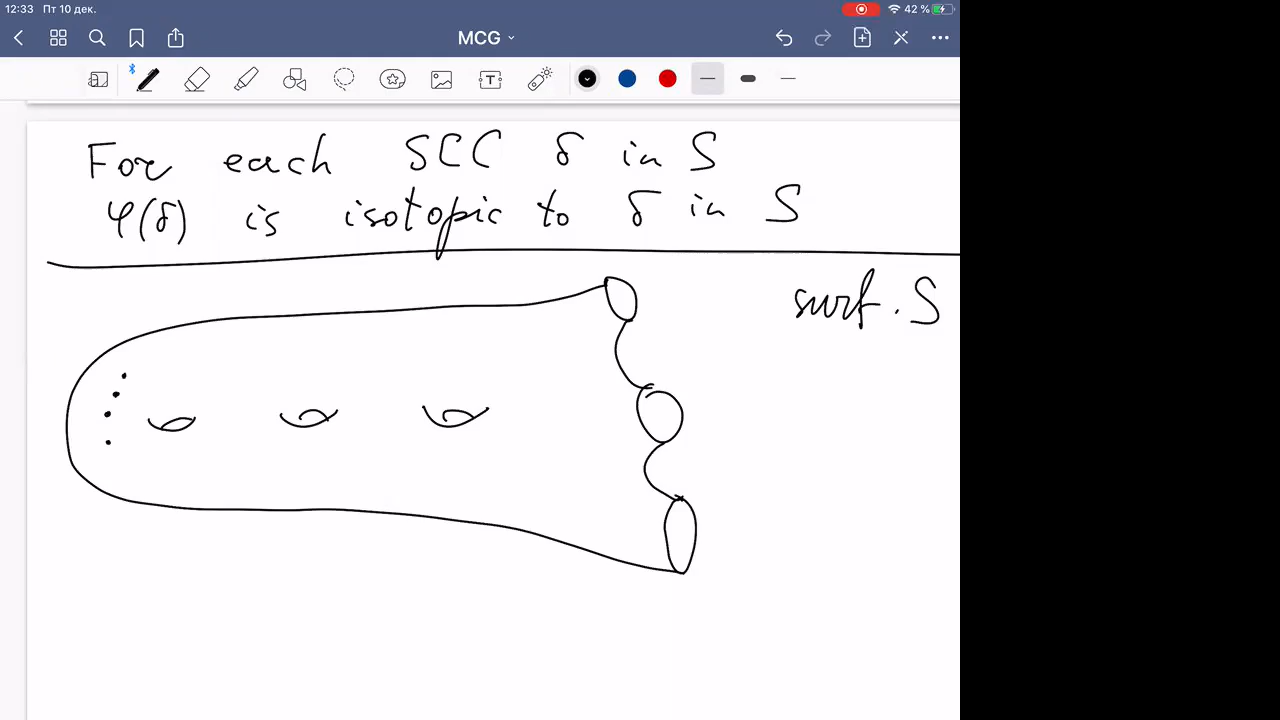 12:33 Пт 10 дек.
42 %
MCG
T
For each SCC δ in S
φ(δ) is isotopic to δ in S
surf. S